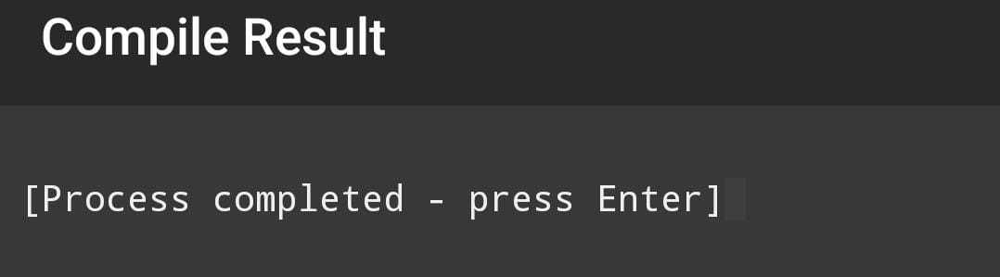 Compile Result
[Process completed - press Enter]